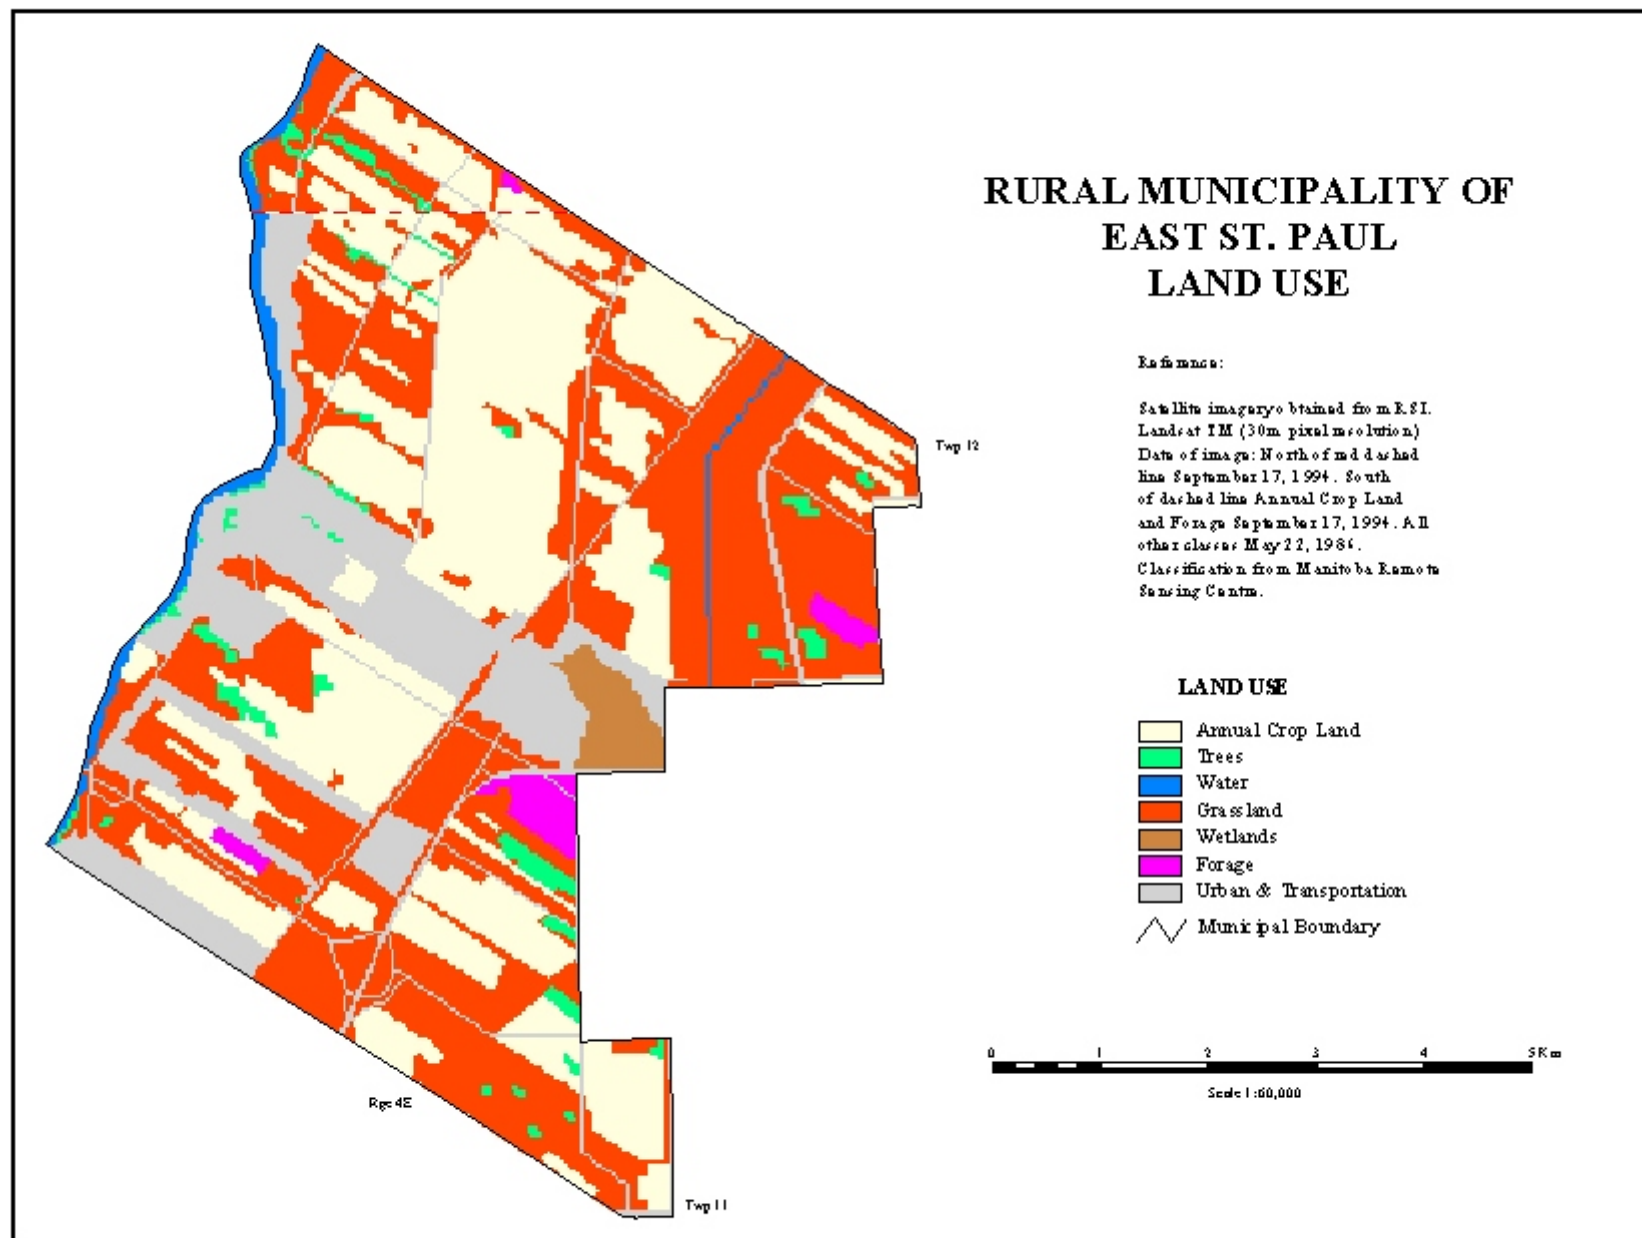 RURAL MUNICIPALITY OF
EAST ST. PAUL
LAND USE
Reference:
Satellite imagery obtained from RSI.
Landsat TM (30m pixel resolution)
Date of image: North of red dashed
line September 17, 1994. South
of dashed line Annual Crop Land
and Forage September 17, 1994. All
other classes May 22, 1986.
Classification from Manitoba Remote
Sensing Centre.
Twp 12
LAND USE
Annual Crop Land
Trees
Water
Grassland
Wetlands
Forage
Urban & Transportation
Municipal Boundary
0 1 2 3 4 5 Km
Scale 1:60,000
Rge 4E
Twp 11